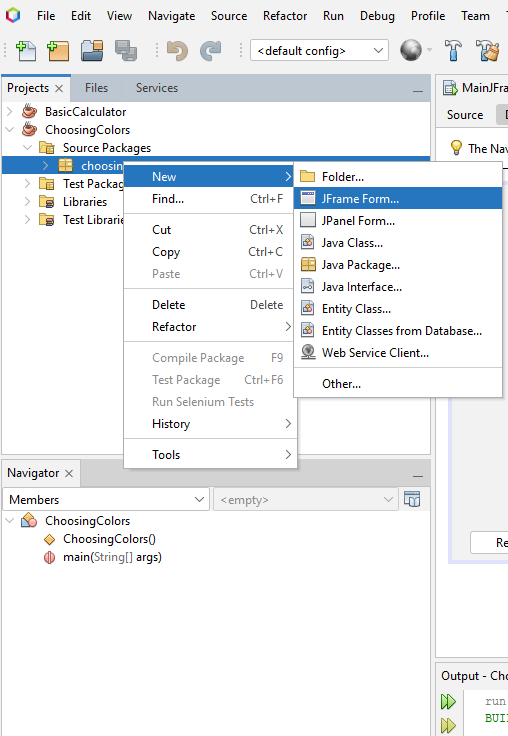 File Edit View Navigate Source Refactor Run Debug Profile Team
<default config>
Projects Files Services
MainJFra
BasicCalculator
Source
ChoosingColors
Source Packages
The Nav
choosin
New
Folder...
Test Packag
Find... Ctrl+F
JFrame Form...
Libraries
JPanel Form...
Test Librarie
Cut Ctrl+X
Java Class...
Copy Ctrl+C
Java Package...
Paste Ctrl+V
Java Interface...
Delete Delete
Entity Class...
Refactor
Entity Classes from Database...
Compile Package F9
Web Service Client...
Test Package Ctrl+F6
Other...
Run Selenium Tests
History
Tools
Navigator
Members
<empty>
ChoosingColors
ChoosingColors()
Re
main(String[] args)
Output - Cho
run
BUI